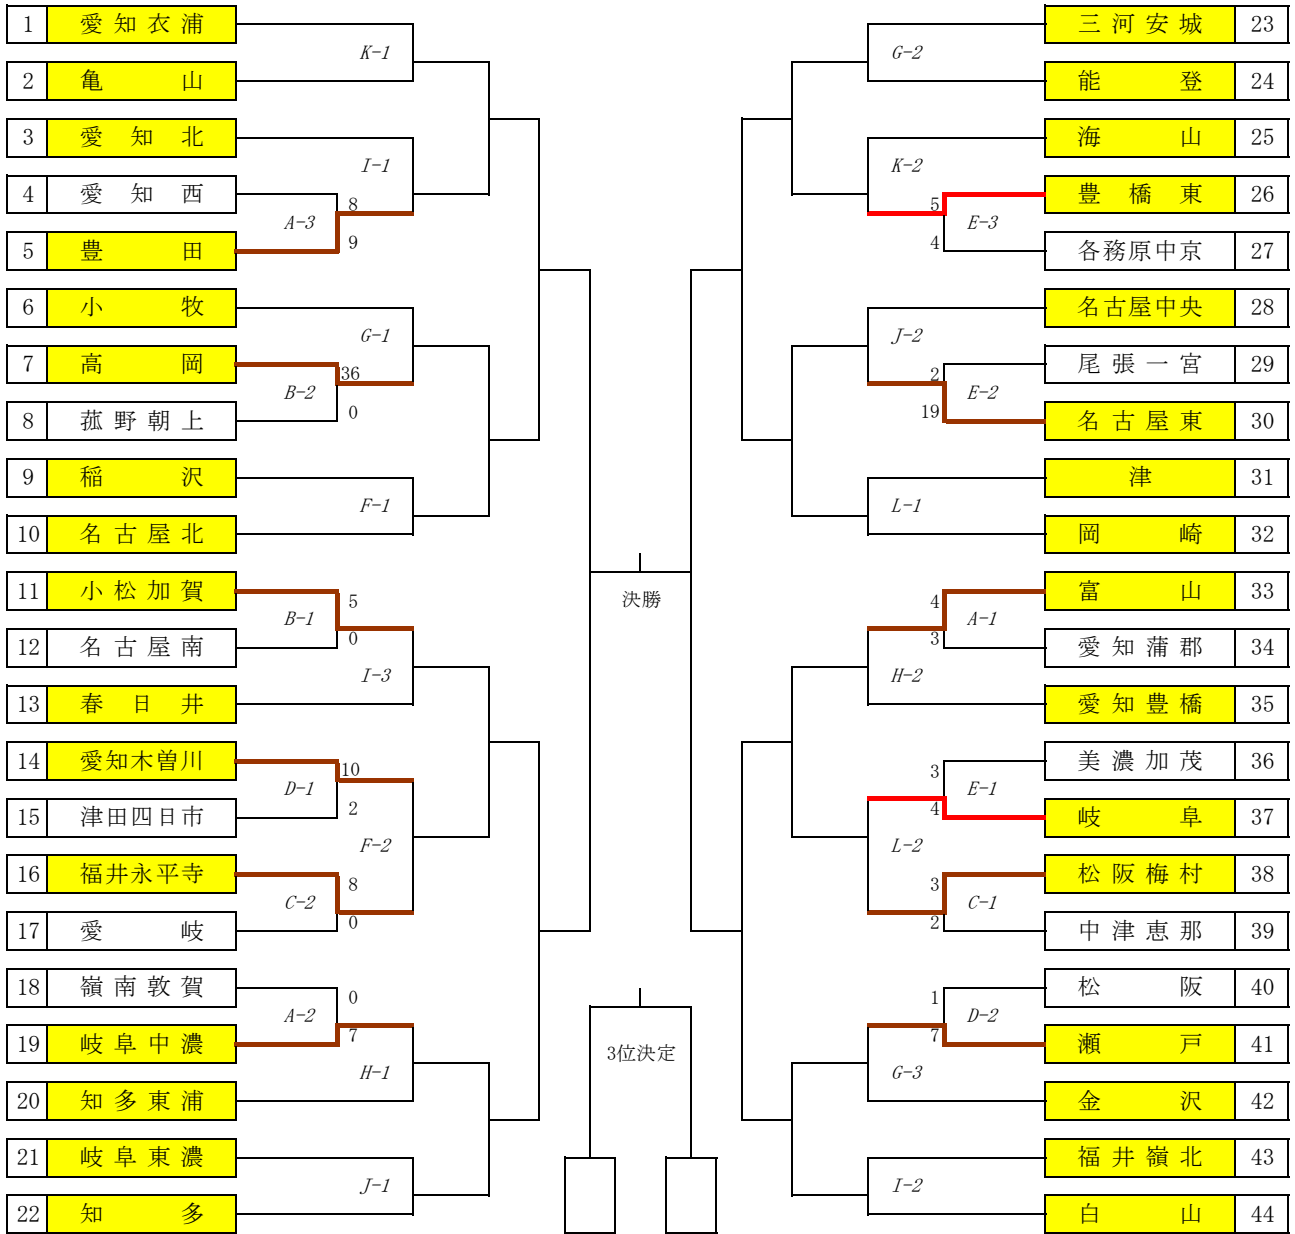 1 愛知衣浦
K-1
2 亀山
3 愛知北
I-1
4 愛知西
8
A-3
9
5 豊田
6 小牧
G-1
7 高岡
36
B-2
0
8 菰野朝上
9 稲沢
F-1
10 名古屋北
11 小松加賀
5
B-1
0
12 名古屋南
I-3
13 春日井
14 愛知木曽川
10
D-1
2
15 津田四日市
F-2
16 福井永平寺
8
C-2
0
17 愛岐
18 嶺南敦賀
0
A-2
7
19 岐阜中濃
H-1
20 知多東浦
21 岐阜東濃
J-1
22 知多
決勝
3位決定
三河安城 23
G-2
能登 24
海山 25
K-2
豊橋東 26
5
E-3
4
各務原中京 27
名古屋中央 28
J-2
尾張一宮 29
2
E-2
19
名古屋東 30
津 31
L-1
岡崎 32
富山 33
4
A-1
3
愛知蒲郡 34
H-2
愛知豊橋 35
美濃加茂 36
3
E-1
4
岐阜 37
L-2
松阪梅村 38
3
C-1
2
中津恵那 39
松阪 40
1
D-2
7
瀬戸 41
G-3
金沢 42
福井嶺北 43
I-2
白山 44